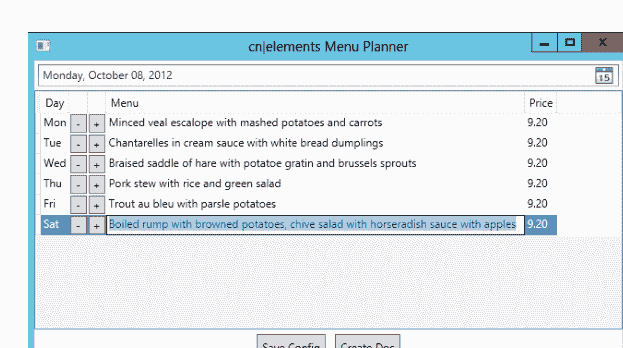 cn|elements Menu Planner
Monday, October 08, 2012
15
Day Menu Price
Mon - + Minced veal escalope with mashed potatoes and carrots 9.20
Tue - + Chantarelles in cream sauce with white bread dumplings 9.20
Wed - + Braised saddle of hare with potatoe gratin and brussels sprouts 9.20
Thu - + Pork stew with rice and green salad 9.20
Fri - + Trout au bleu with parsle potatoes 9.20
Sat - + Boiled rump with browned potatoes, chive salad with horseradish sauce with apples 9.20
Save Config Create Doc